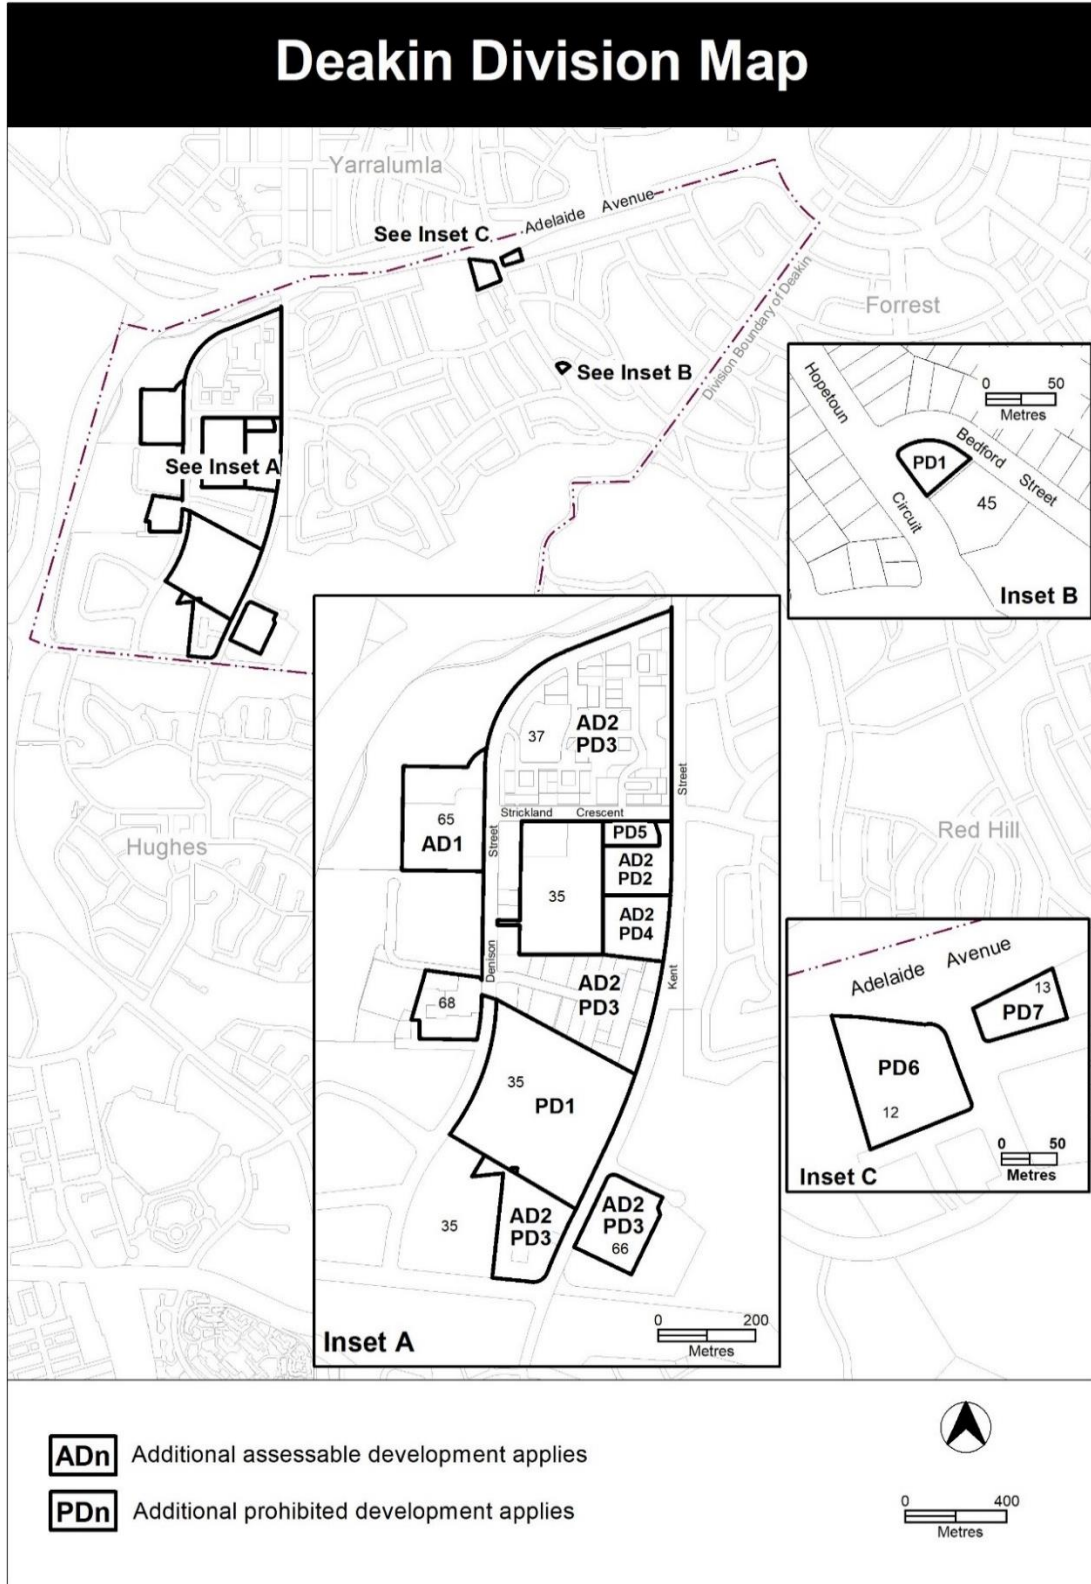 Deakin Division Map
Yarralumla
Adelaide Avenue
See Inset C
Forrest
Division Boundary of Deakin
See Inset B
See Inset A
Hughes
Red Hill
Hopetoun
Circuit
0 50
Metres
Bedford
Street
PD1
45
Inset B
37
AD2
PD3
Street
Strickland Crescent
65
AD1
Street
PD5
AD2
PD2
35
AD2
PD4
Denison
Kent
AD2
PD3
68
35
PD1
35
AD2
PD3
AD2
PD3
66
0 200
Metres
Inset A
Adelaide Avenue
13
PD7
PD6
12
0 50
Metres
Inset C
ADn Additional assessable development applies
PDn Additional prohibited development applies
0 400
Metres